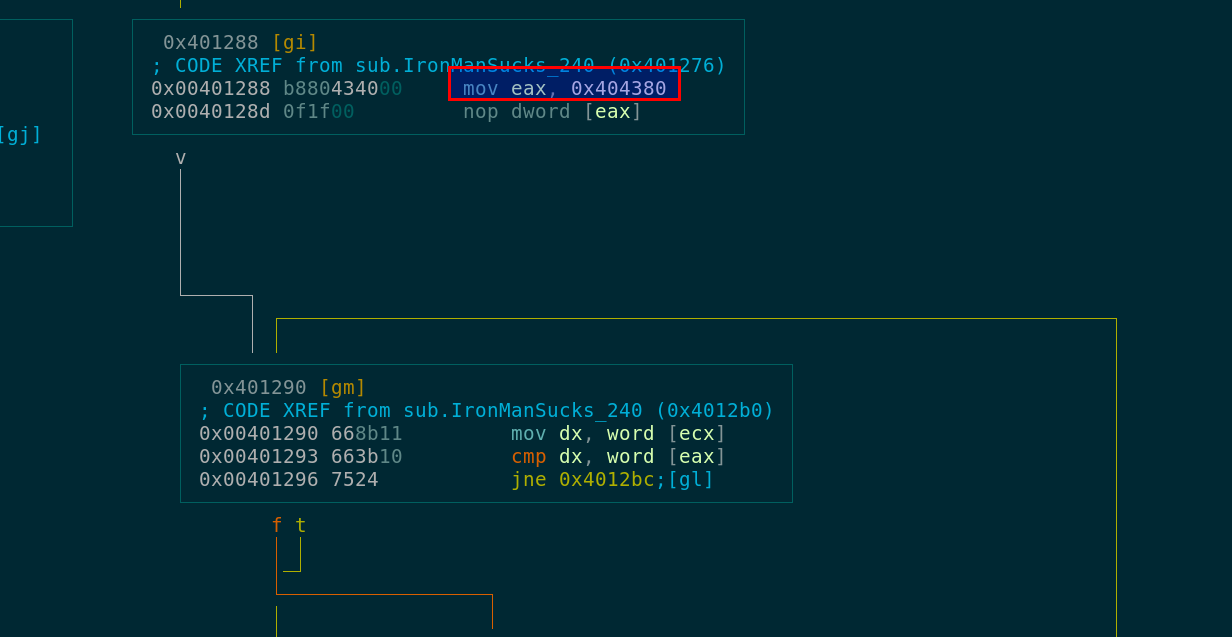 0x401288 [gi]
; CODE XREF from sub.IronManSucks_240 (0x401276)
0x00401288 b880434000 mov eax, 0x404380
0x0040128d 0f1f00 nop dword [eax]
[gj]
v
0x401290 [gm]
; CODE XREF from sub.IronManSucks_240 (0x4012b0)
0x00401290 668b11 mov dx, word [ecx]
0x00401293 663b10 cmp dx, word [eax]
0x00401296 7524 jne 0x4012bc;[gl]
f t